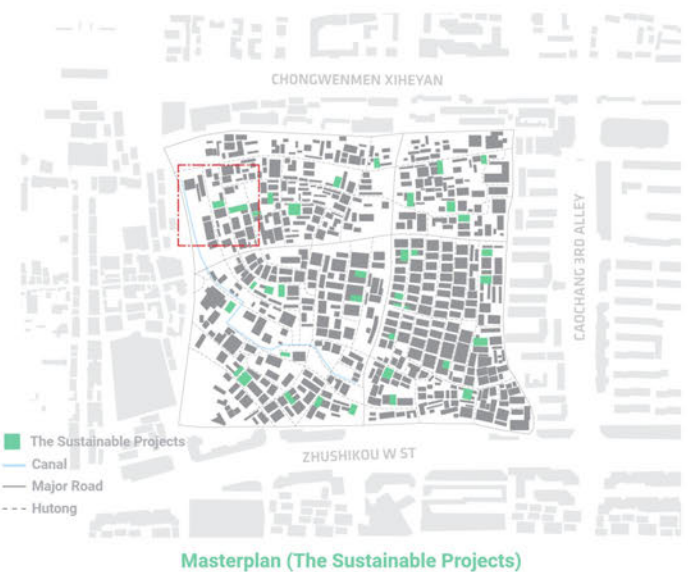 CHONGWENMEN XIHEYAN
CAOCHANG 3RD ALLEY
The Sustainable Projects
Canal
Major Road
Hutong
ZHUSHIKOU W ST
Masterplan (The Sustainable Projects)